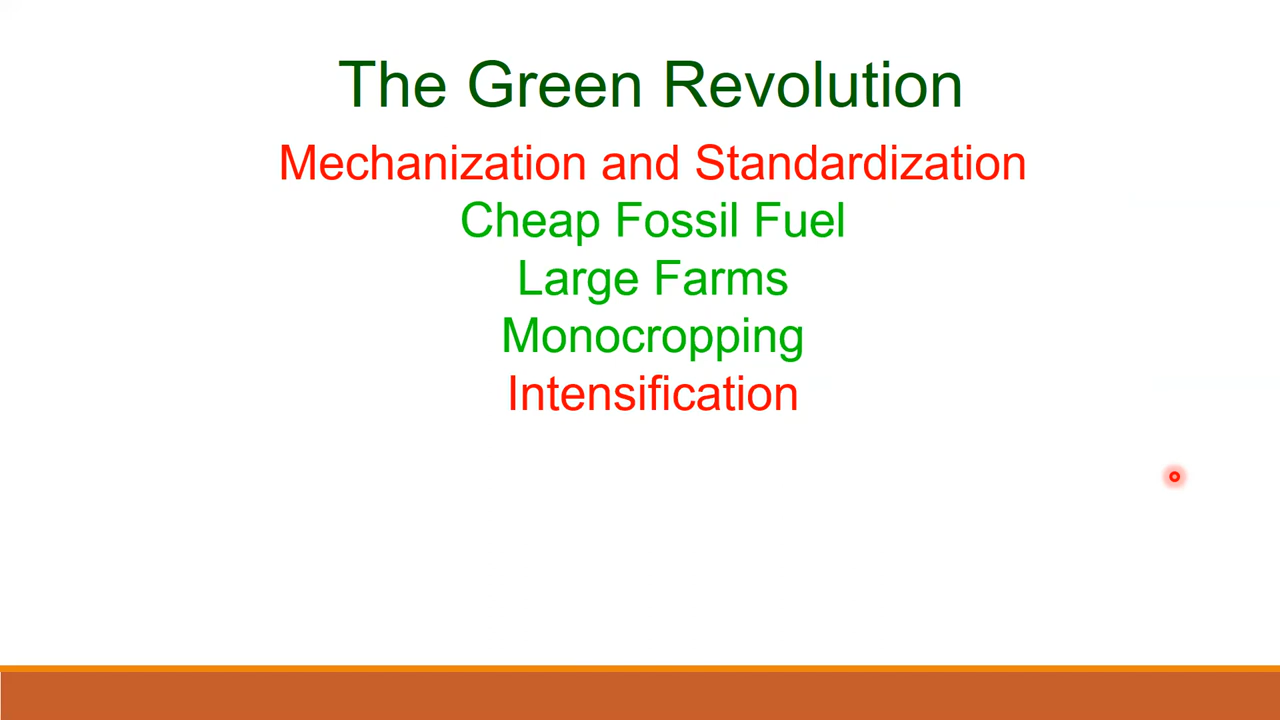 The Green Revolution
Mechanization and Standardization
Cheap Fossil Fuel
Large Farms
Monocropping
Intensification